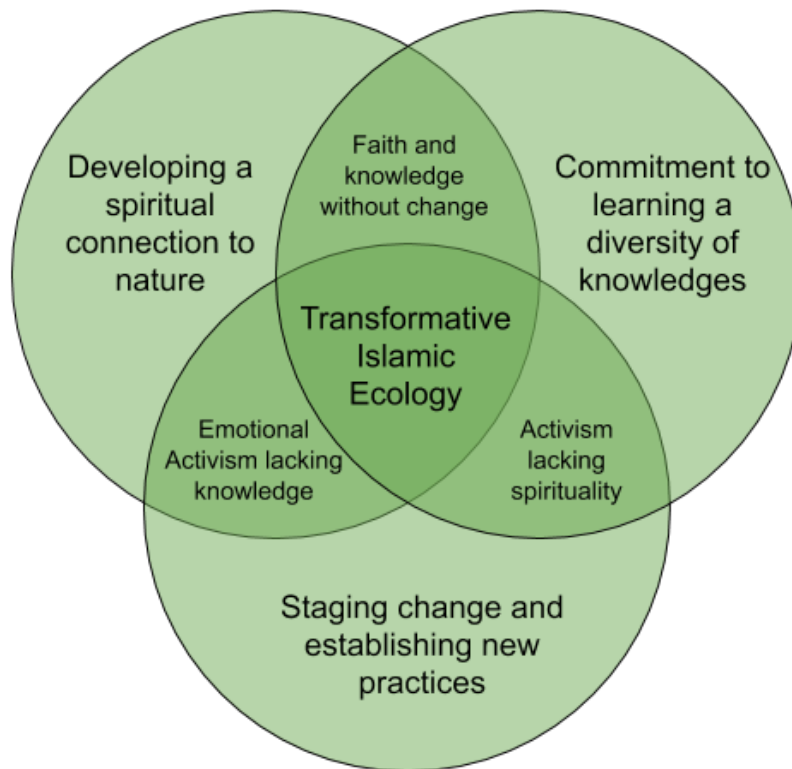 Faith and
knowledge
without change
Developing a
spiritual
connection to
nature
Commitment to
learning a
diversity of
knowledges
Transformative
Islamic
Ecology
Emotional
Activism lacking
knowledge
Activism
lacking
spirituality
Staging change and
establishing new
practices